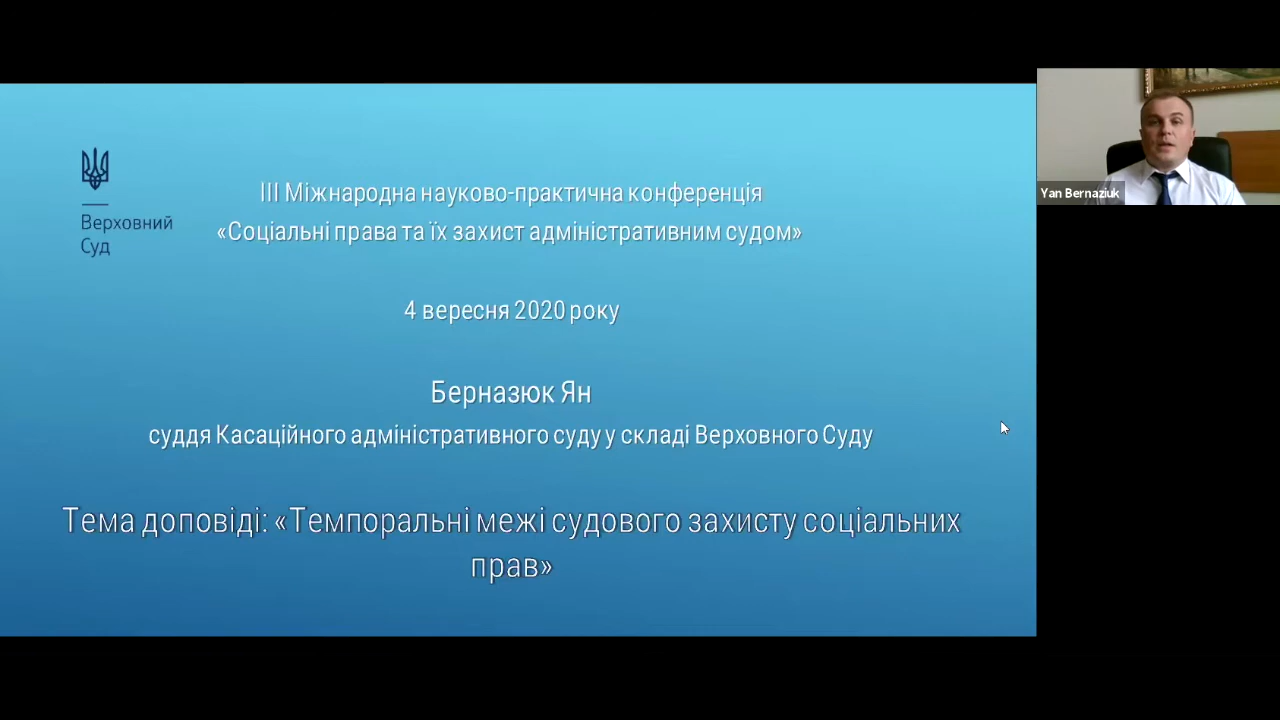 Верховний
Суд
III Міжнародна науково-практична конференція
«Соціальні права та їх захист адміністративним судом»
4 вересня 2020 року
Берназюк Ян
суддя Касаційного адміністративного суду у складі Верховного Суду
Тема доповіді: «Темпоральні межі судового захисту соціальних
прав»
Yan Bernaziuk